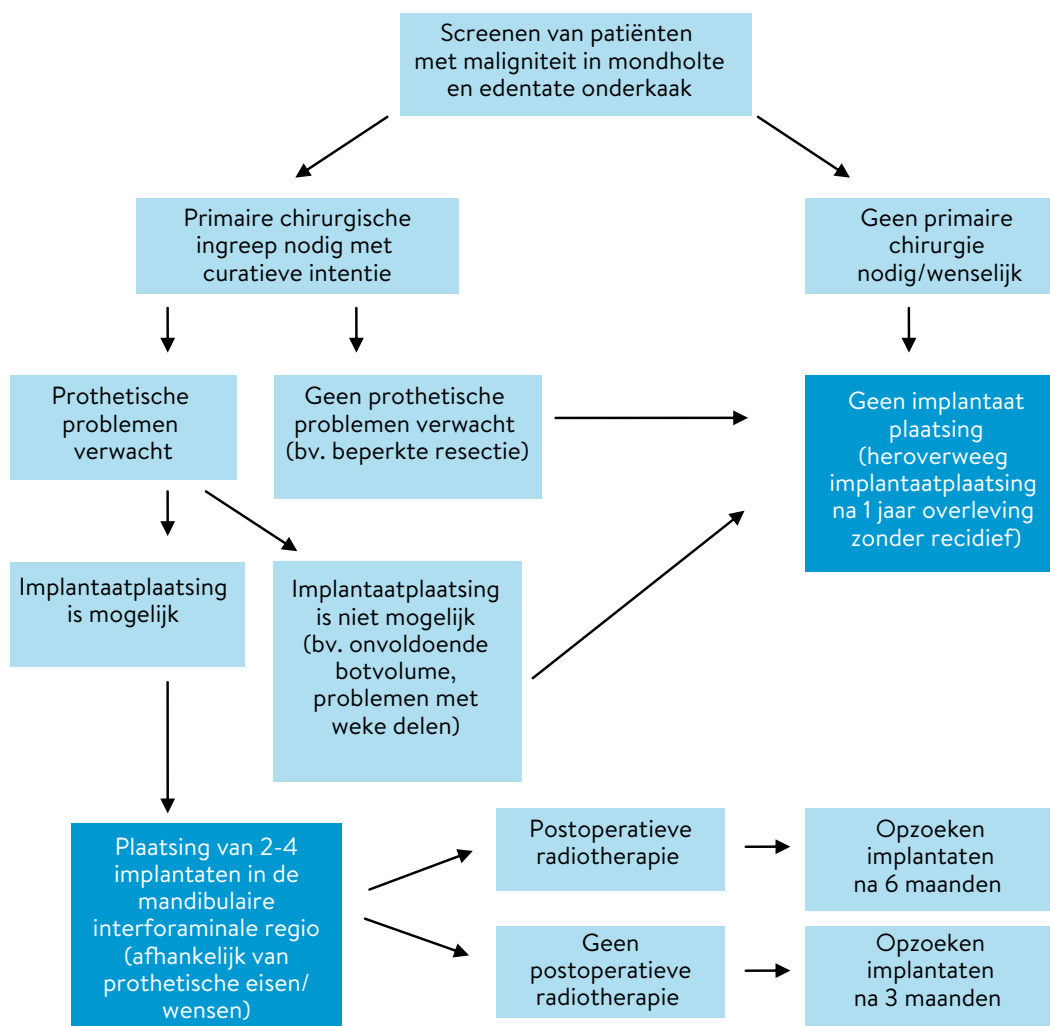 Screenen van patiënten
met maligniteit in mondholte
en edentate onderkaak
Primaire chirurgische
ingreep nodig met
curatieve intentie
Geen primaire
chirurgie
nodig/wenselijk
Prothetische
problemen
verwacht
Geen prothetische
problemen verwacht
(bv. beperkte resectie)
Geen implantaat
plaatsing
(heroverweeg
implantaatplaatsing
na 1 jaar overleving
zonder recidief)
Implantaatplaatsing
is mogelijk
Implantaatplaatsing
is niet mogelijk
(bv. onvoldoende
botvolume,
problemen met
weke delen)
Plaatsing van 2-4
implantaten in de
mandibulaire
interforaminale regio
(afhankelijk van
prothetische eisen/
wensen)
Postoperatieve
radiotherapie
Opzoeken
implantaten
na 6 maanden
Geen
postoperatieve
radiotherapie
Opzoeken
implantaten
na 3 maanden